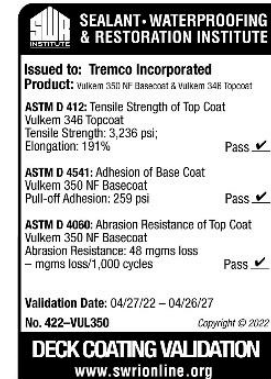 SWR
INSTITUTE
SEALANT • WATERPROOFING
& RESTORATION INSTITUTE
Issued to: Tremco Incorporated
Product: Vulkem 350 NF Basecoat & Vulkem 346 Topcoat
ASTM D 412: Tensile Strength of Top Coat
Vulkem 346 Topcoat
Tensile Strength: 3,236 psi;
Elongation: 191% Pass ✔
ASTM D 4541: Adhesion of Base Coat
Vulkem 350 NF Basecoat
Pull-off Adhesion: 259 psi Pass ✔
ASTM D 4060: Abrasion Resistance of Top Coat
Vulkem 350 NF Basecoat
Abrasion Resistance: 48 mgms loss
– mgms loss/1,000 cycles Pass ✔
Validation Date: 04/27/22 – 04/26/27
No. 422–VUL350 Copyright © 2022
DECK COATING VALIDATION
www.swrionline.org